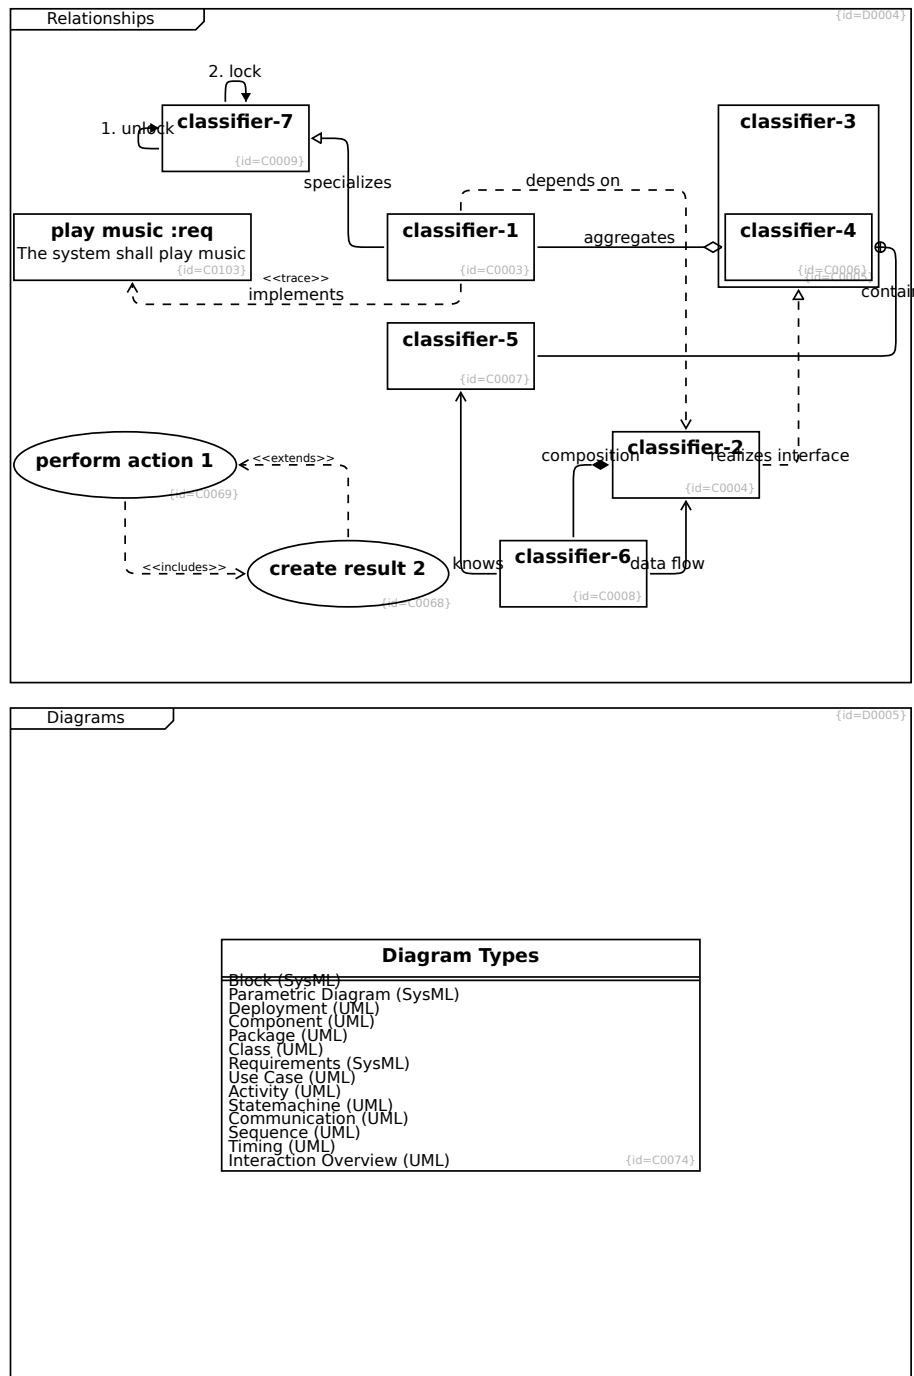 Relationships
{id=D0004}
2. lock
1. unlock
classifier-7
{id=C0009}
specializes
depends on
classifier-3
play music :req
The system shall play music
{id=C0103}
classifier-1
{id=C0003}
aggregates
classifier-4
{id=C0006}
{id=C0005}
<<trace>>
implements
classifier-5
{id=C0007}
perform action 1
{id=C0069}
<<extends>>
composition
classifier-2
{id=C0004}
realizes interface
<<includes>>
create result 2
{id=C0068}
knows
classifier-6
{id=C0008}
data flow
Diagrams
{id=D0005}
Diagram Types
Block (SysML)
Parametric Diagram (SysML)
Deployment (UML)
Component (UML)
Package (UML)
Class (UML)
Requirements (SysML)
Use Case (UML)
Activity (UML)
Statemachine (UML)
Communication (UML)
Sequence (UML)
Timing (UML)
Interaction Overview (UML)
{id=C0074}